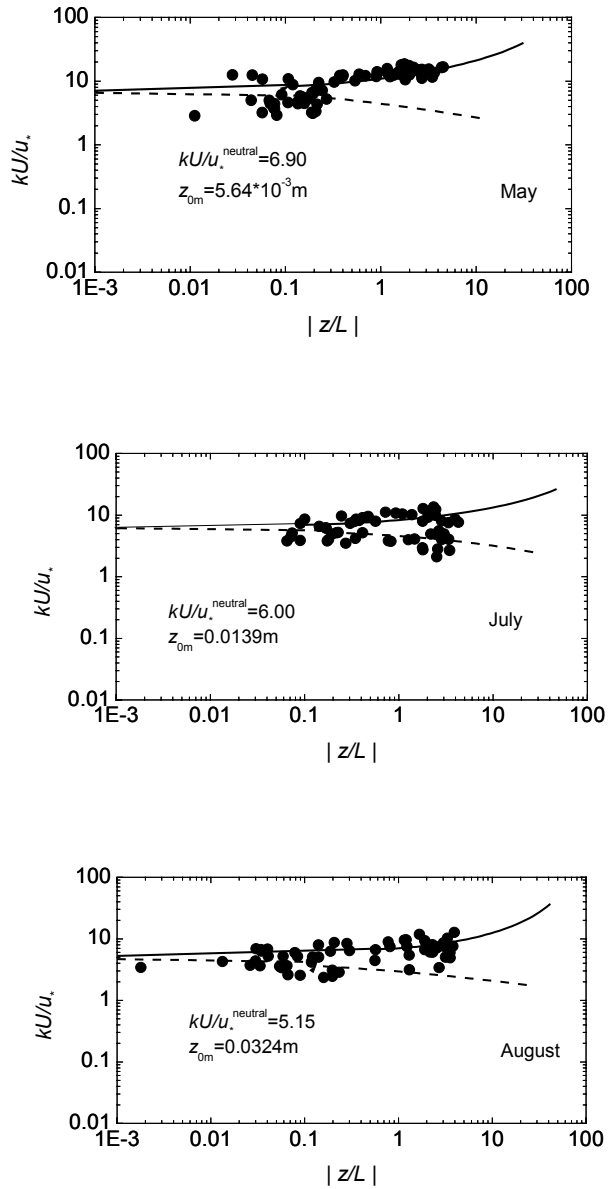 100
10
1
0.1
0.01
1E-3 0.01 0.1 1 10 100
kU/u*
kU/u*neutral=6.90
z0m=5.64*10-3m
May
| z/L |
100
10
1
0.1
0.01
1E-3 0.01 0.1 1 10 100
kU/u*
kU/u*neutral=6.00
z0m=0.0139m
July
| z/L |
100
10
1
0.1
0.01
1E-3 0.01 0.1 1 10 100
kU/u*
kU/u*neutral=5.15
z0m=0.0324m
August
| z/L |